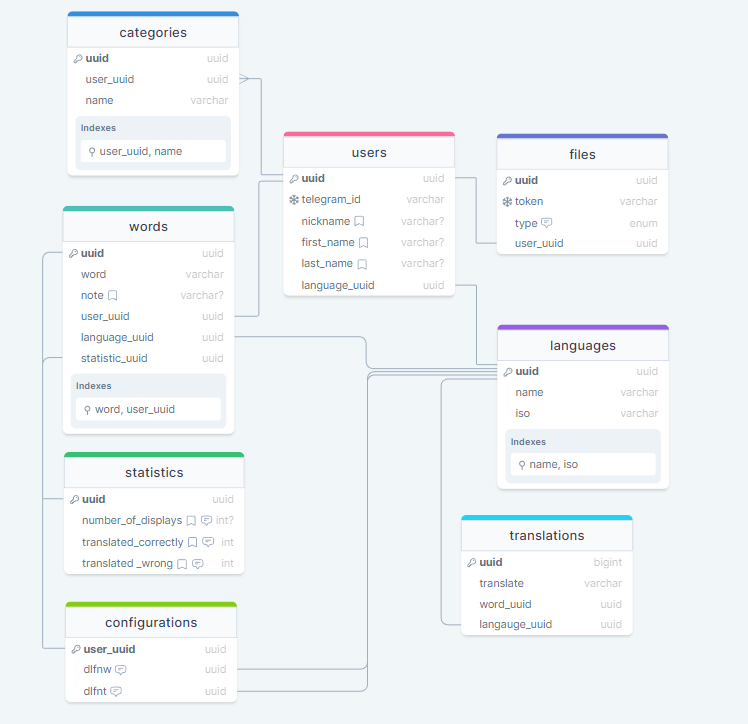 categories
uuid uuid
user_uuid uuid
name varchar
Indexes
user_uuid, name
users
uuid uuid
telegram_id varchar
nickname varchar?
first_name varchar?
last_name varchar?
language_uuid uuid
files
uuid uuid
token varchar
type enum
user_uuid uuid
words
uuid uuid
word varchar
note varchar?
user_uuid uuid
language_uuid uuid
statistic_uuid uuid
Indexes
word, user_uuid
languages
uuid uuid
name varchar
iso varchar
Indexes
name, iso
statistics
uuid uuid
number_of_displays int?
translated_correctly int
translated _wrong int
translations
uuid bigint
translate varchar
word_uuid uuid
langauge_uuid uuid
configurations
user_uuid uuid
dlfnw uuid
dlfnt uuid